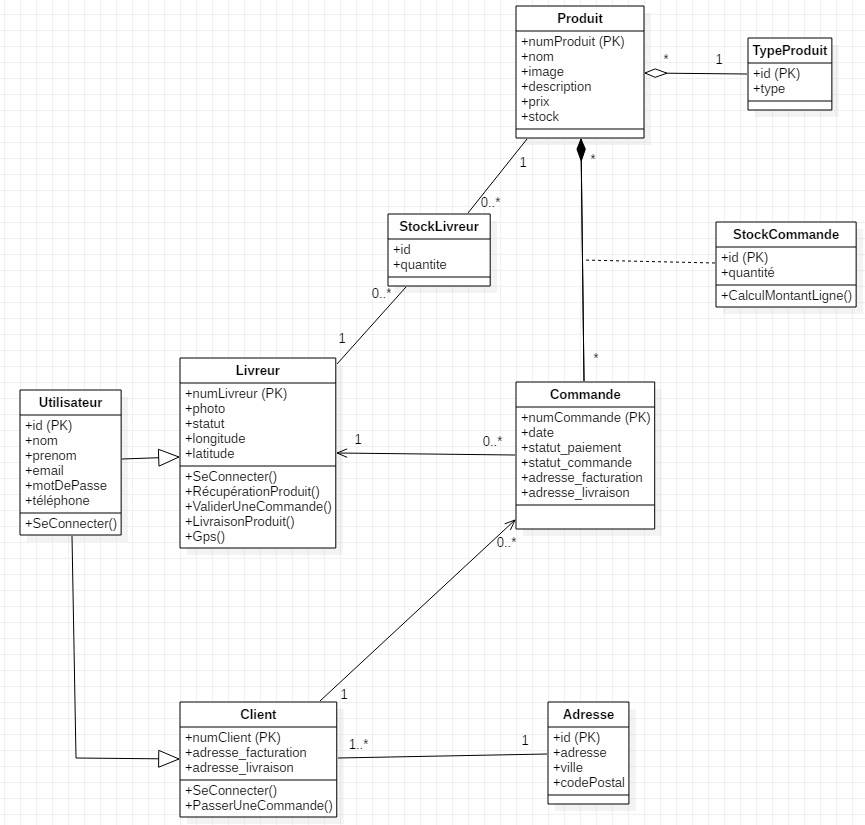 Produit
+numProduit (PK)
+nom
+image
+description
+prix
+stock
*
1
TypeProduit
+id (PK)
+type
1
*
0..*
StockLivreur
+id
+quantite
0..*
StockCommande
+id (PK)
+quantité
+CalculMontantLigne()
1
*
Livreur
+numLivreur (PK)
+photo
+statut
+longitude
+latitude
+SeConnecter()
+RécupérationProduit()
+ValiderUneCommande()
+LivraisonProduit()
+Gps()
Utilisateur
+id (PK)
+nom
+prenom
+email
+motDePasse
+téléphone
+SeConnecter()
1
0..*
Commande
+numCommande (PK)
+date
+statut_paiement
+statut_commande
+adresse_facturation
+adresse_livraison
0..*
1
Client
+numClient (PK)
+adresse_facturation
+adresse_livraison
+SeConnecter()
+PasserUneCommande()
1..*
1
Adresse
+id (PK)
+adresse
+ville
+codePostal